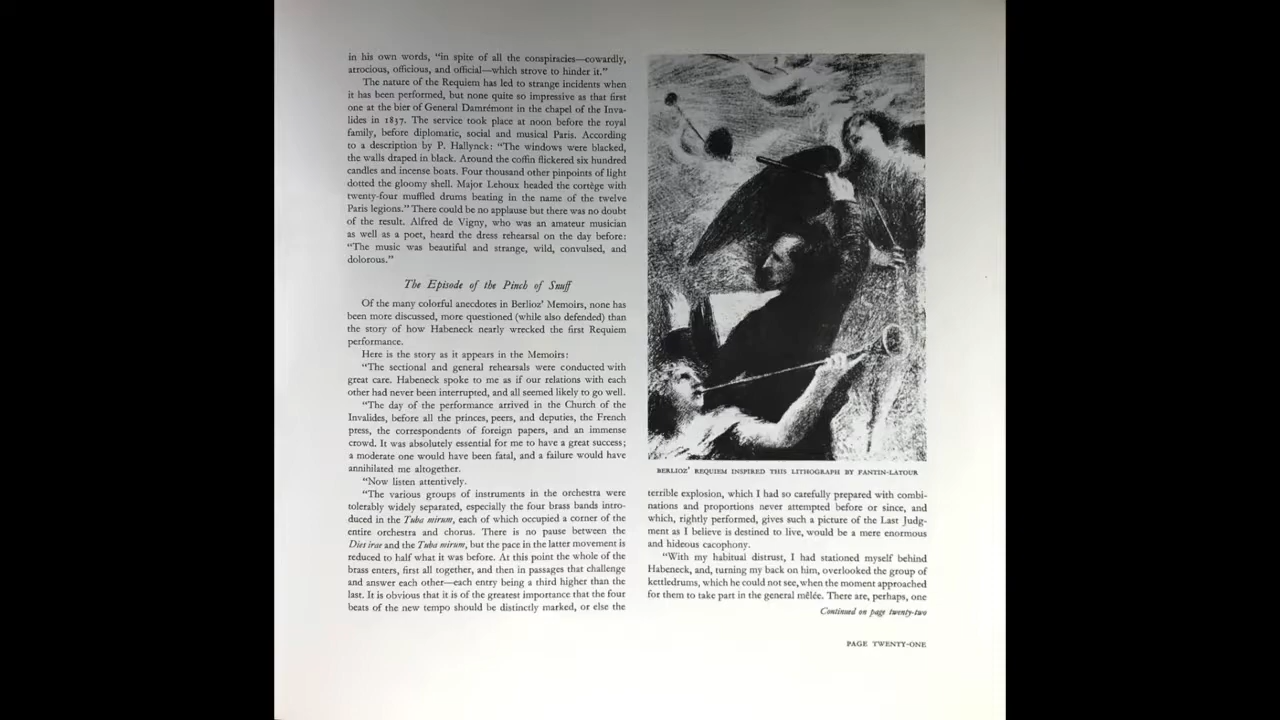 in his own words, “in spite of all the conspiracies—cowardly,
atrocious, officious, and official—which strove to hinder it.”
The nature of the Requiem has led to strange incidents when
it has been performed, but none quite so impressive as that first
one at the bier of General Damrémont in the chapel of the Inva-
lides in 1837. The service took place at noon before the royal
family, before diplomatic, social and musical Paris. According
to a description by P. Hallynck: “The windows were blacked,
the walls draped in black. Around the coffin flickered six hundred
candles and incense boats. Four thousand other pinpoints of light
dotted the gloomy shell. Major Lehoux headed the cortège with
twenty-four muffled drums beating in the name of the twelve
Paris legions.” There could be no applause but there was no doubt
of the result. Alfred de Vigny, who was an amateur musician
as well as a poet, heard the dress rehearsal on the day before:
“The music was beautiful and strange, wild, convulsed, and
dolorous.”
The Episode of the Pinch of Snuff
Of the many colorful anecdotes in Berlioz’ Memoirs, none has
been more discussed, more questioned (while also defended) than
the story of how Habeneck nearly wrecked the first Requiem
performance.
Here is the story as it appears in the Memoirs:
“The sectional and general rehearsals were conducted with
great care. Habeneck spoke to me as if our relations with each
other had never been interrupted, and all seemed likely to go well.
“The day of the performance arrived in the Church of the
Invalides, before all the princes, peers, and deputies, the French
press, the correspondents of foreign papers, and an immense
crowd. It was absolutely essential for me to have a great success;
a moderate one would have been fatal, and a failure would have
annihilated me altogether.
“Now listen attentively.
“The various groups of instruments in the orchestra were
tolerably widely separated, especially the four brass bands intro-
duced in the Tuba mirum, each of which occupied a corner of the
entire orchestra and chorus. There is no pause between the
Dies irae and the Tuba mirum, but the pace in the latter movement is
reduced to half what it was before. At this point the whole of the
brass enters, first all together, and then in passages that challenge
and answer each other—each entry being a third higher than the
last. It is obvious that it is of the greatest importance that the four
beats of the new tempo should be distinctly marked, or else the
BERLIOZ’ REQUIEM INSPIRED THIS LITHOGRAPH BY FANTIN-LATOUR
terrible explosion, which I had so carefully prepared with combi-
nations and proportions never attempted before or since, and
which, rightly performed, gives such a picture of the Last Judg-
ment as I believe is destined to live, would be a mere enormous
and hideous cacophony.
“With my habitual distrust, I had stationed myself behind
Habeneck, and, turning my back on him, overlooked the group of
kettledrums, which he could not see, when the moment approached
for them to take part in the general mêlée. There are, perhaps, one
Continued on page twenty-two
PAGE TWENTY-ONE